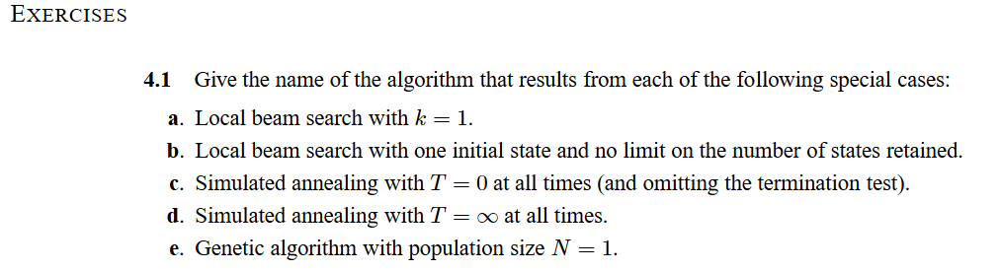 EXERCISES
4.1 Give the name of the algorithm that results from each of the following special cases:
a. Local beam search with k = 1.
b. Local beam search with one initial state and no limit on the number of states retained.
c. Simulated annealing with T = 0 at all times (and omitting the termination test).
d. Simulated annealing with T = ∞ at all times.
e. Genetic algorithm with population size N = 1.